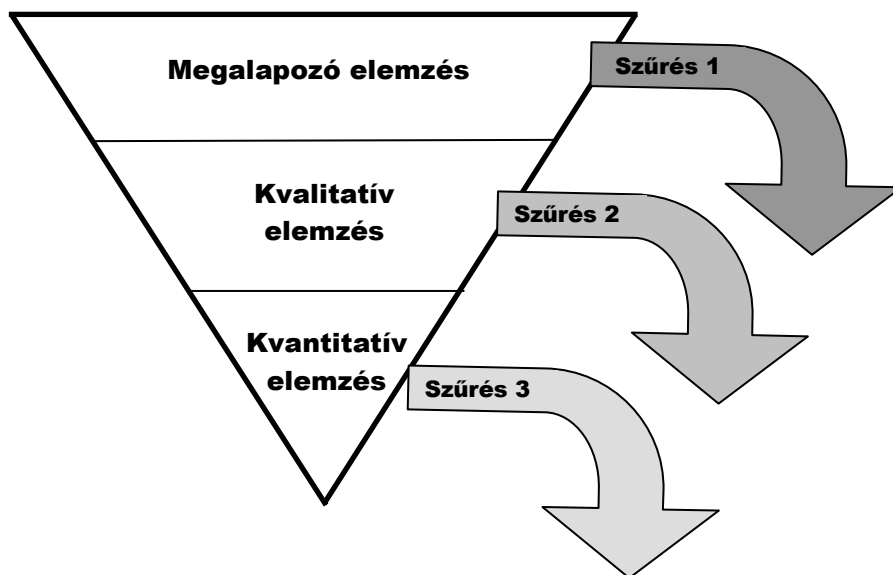 Megalapozó elemzés
Szűrés 1
Kvalitatív
elemzés
Szűrés 2
Kvantitatív
elemzés
Szűrés 3